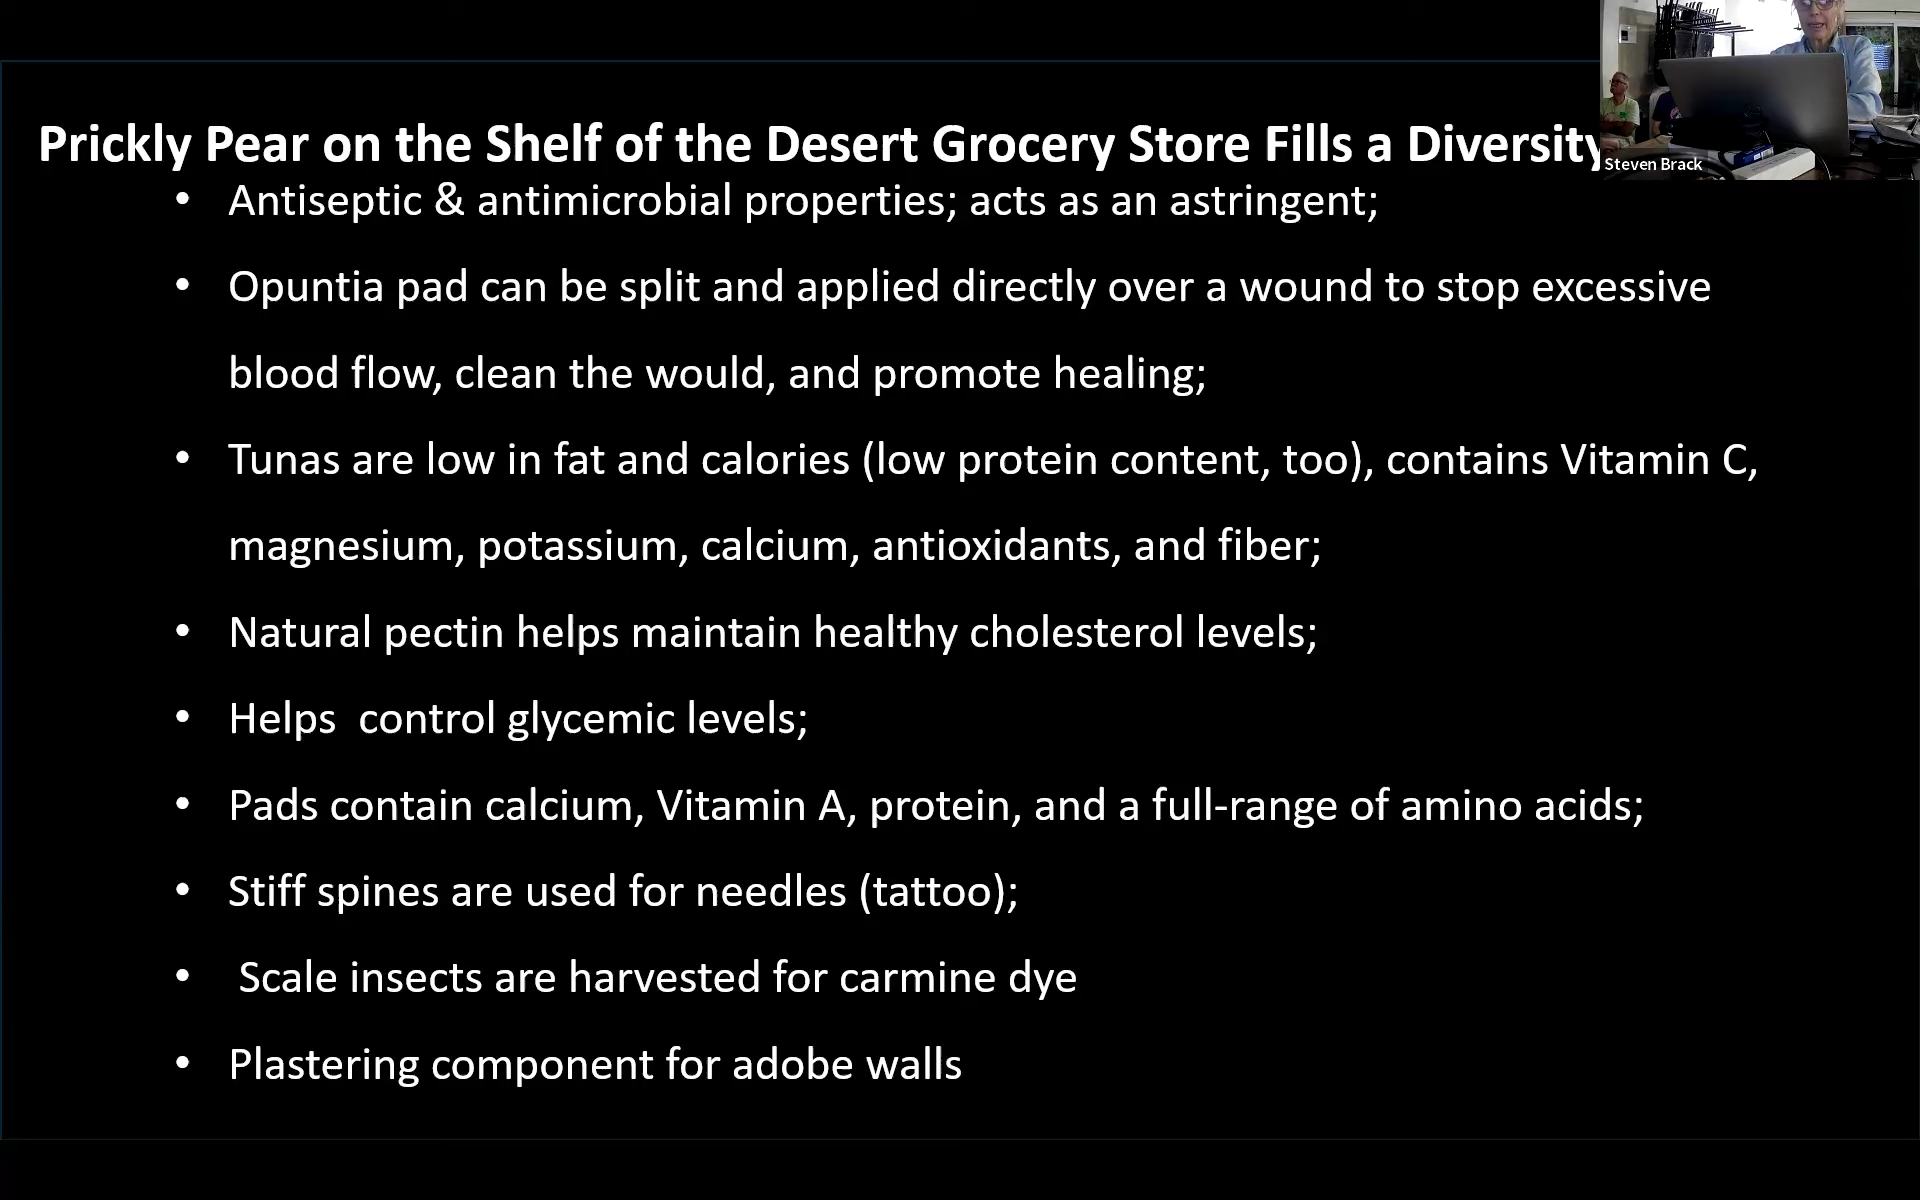 Prickly Pear on the Shelf of the Desert Grocery Store Fills a Diversity
Steven Brack
• Antiseptic & antimicrobial properties; acts as an astringent;
• Opuntia pad can be split and applied directly over a wound to stop excessive
blood flow, clean the would, and promote healing;
• Tunas are low in fat and calories (low protein content, too), contains Vitamin C,
magnesium, potassium, calcium, antioxidants, and fiber;
• Natural pectin helps maintain healthy cholesterol levels;
• Helps  control glycemic levels;
• Pads contain calcium, Vitamin A, protein, and a full-range of amino acids;
• Stiff spines are used for needles (tattoo);
•  Scale insects are harvested for carmine dye
• Plastering component for adobe walls